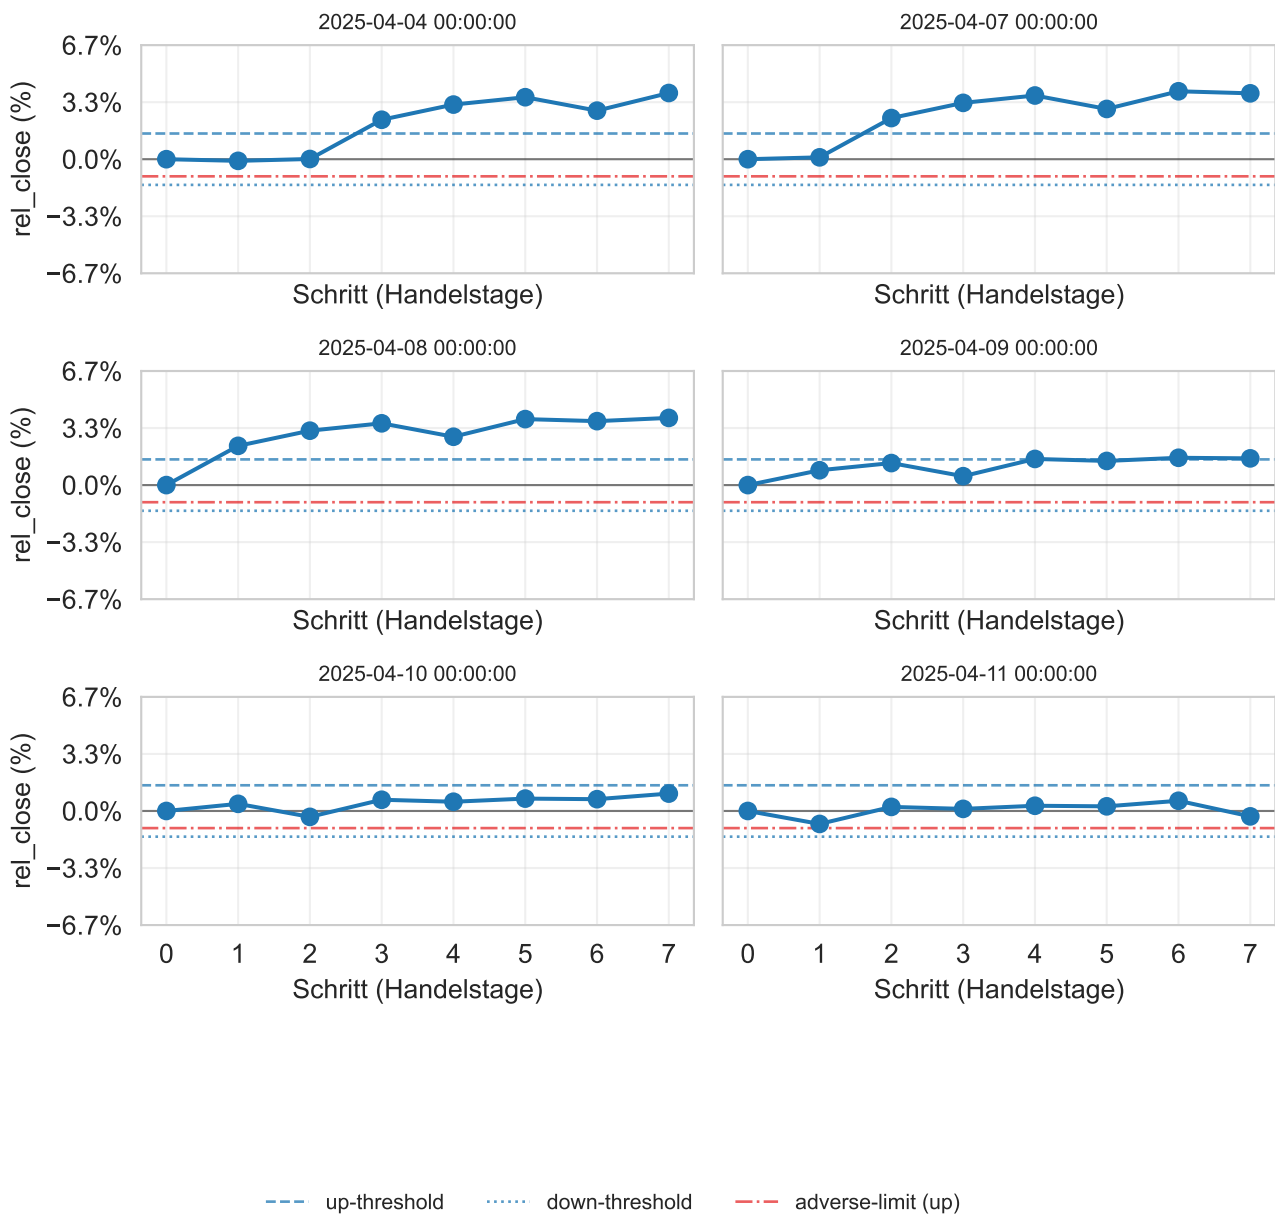 2025-04-04 00:00:00
2025-04-07 00:00:00
6.7%
3.3%
0.0%
−3.3%
−6.7%
rel_close (%)
Schritt (Handelstage)
Schritt (Handelstage)
2025-04-08 00:00:00
2025-04-09 00:00:00
6.7%
3.3%
0.0%
−3.3%
−6.7%
rel_close (%)
Schritt (Handelstage)
Schritt (Handelstage)
2025-04-10 00:00:00
2025-04-11 00:00:00
6.7%
3.3%
0.0%
−3.3%
−6.7%
rel_close (%)
0 1 2 3 4 5 6 7
0 1 2 3 4 5 6 7
Schritt (Handelstage)
Schritt (Handelstage)
up-threshold
down-threshold
adverse-limit (up)